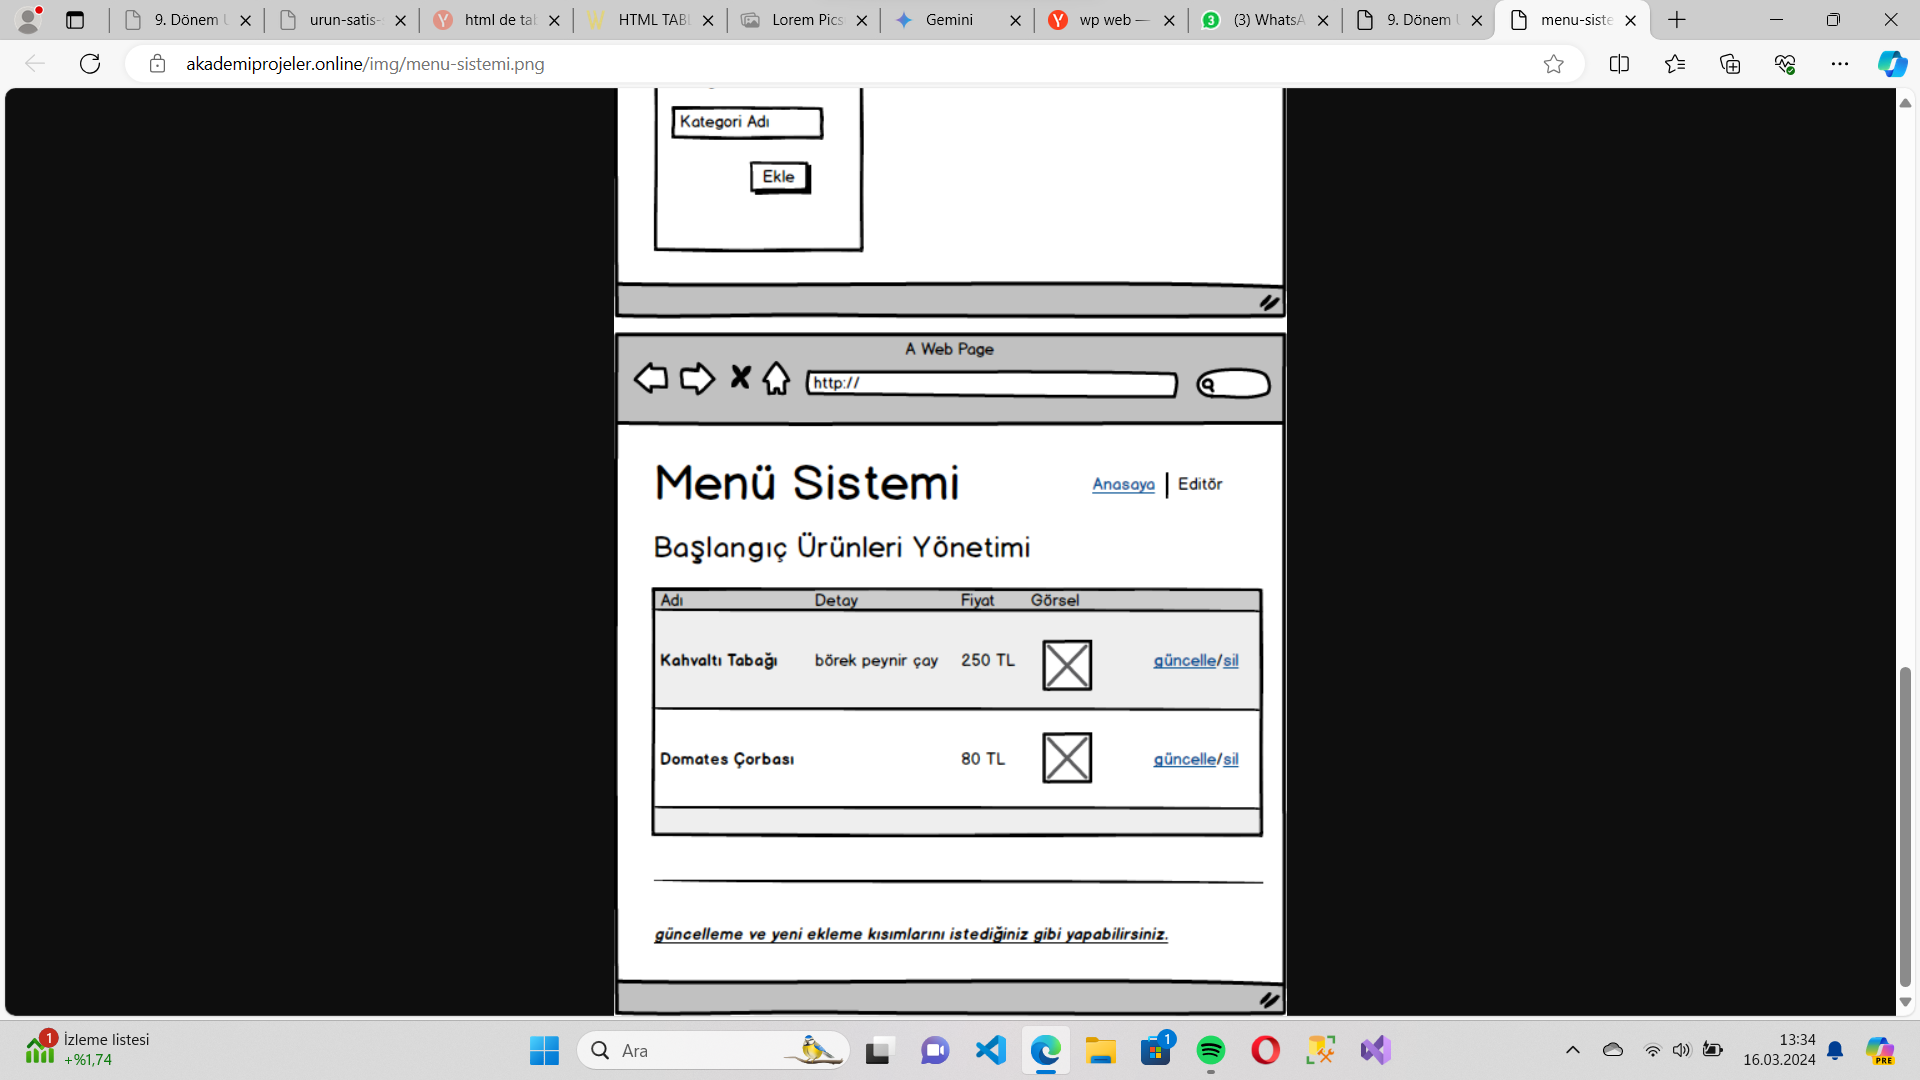 9. Dönem
urun-satis-
html de tab
HTML TABL
Lorem Pics
Gemini
wp web —
(3) WhatsA
9. Dönem
menu-siste
akademiprojeler.online/img/menu-sistemi.png
Kategori Adı
Ekle
A Web Page
http://
Menü Sistemi
Anasaya | Editör
Başlangıç Ürünleri Yönetimi
Adı Detay Fiyat Görsel
Kahvaltı Tabağı börek peynir çay 250 TL güncelle/sil
Domates Çorbası 80 TL güncelle/sil
güncelleme ve yeni ekleme kısımlarını istediğiniz gibi yapabilirsiniz.
1
İzleme listesi
+%1,74
Ara
1
13:34
16.03.2024
PRE